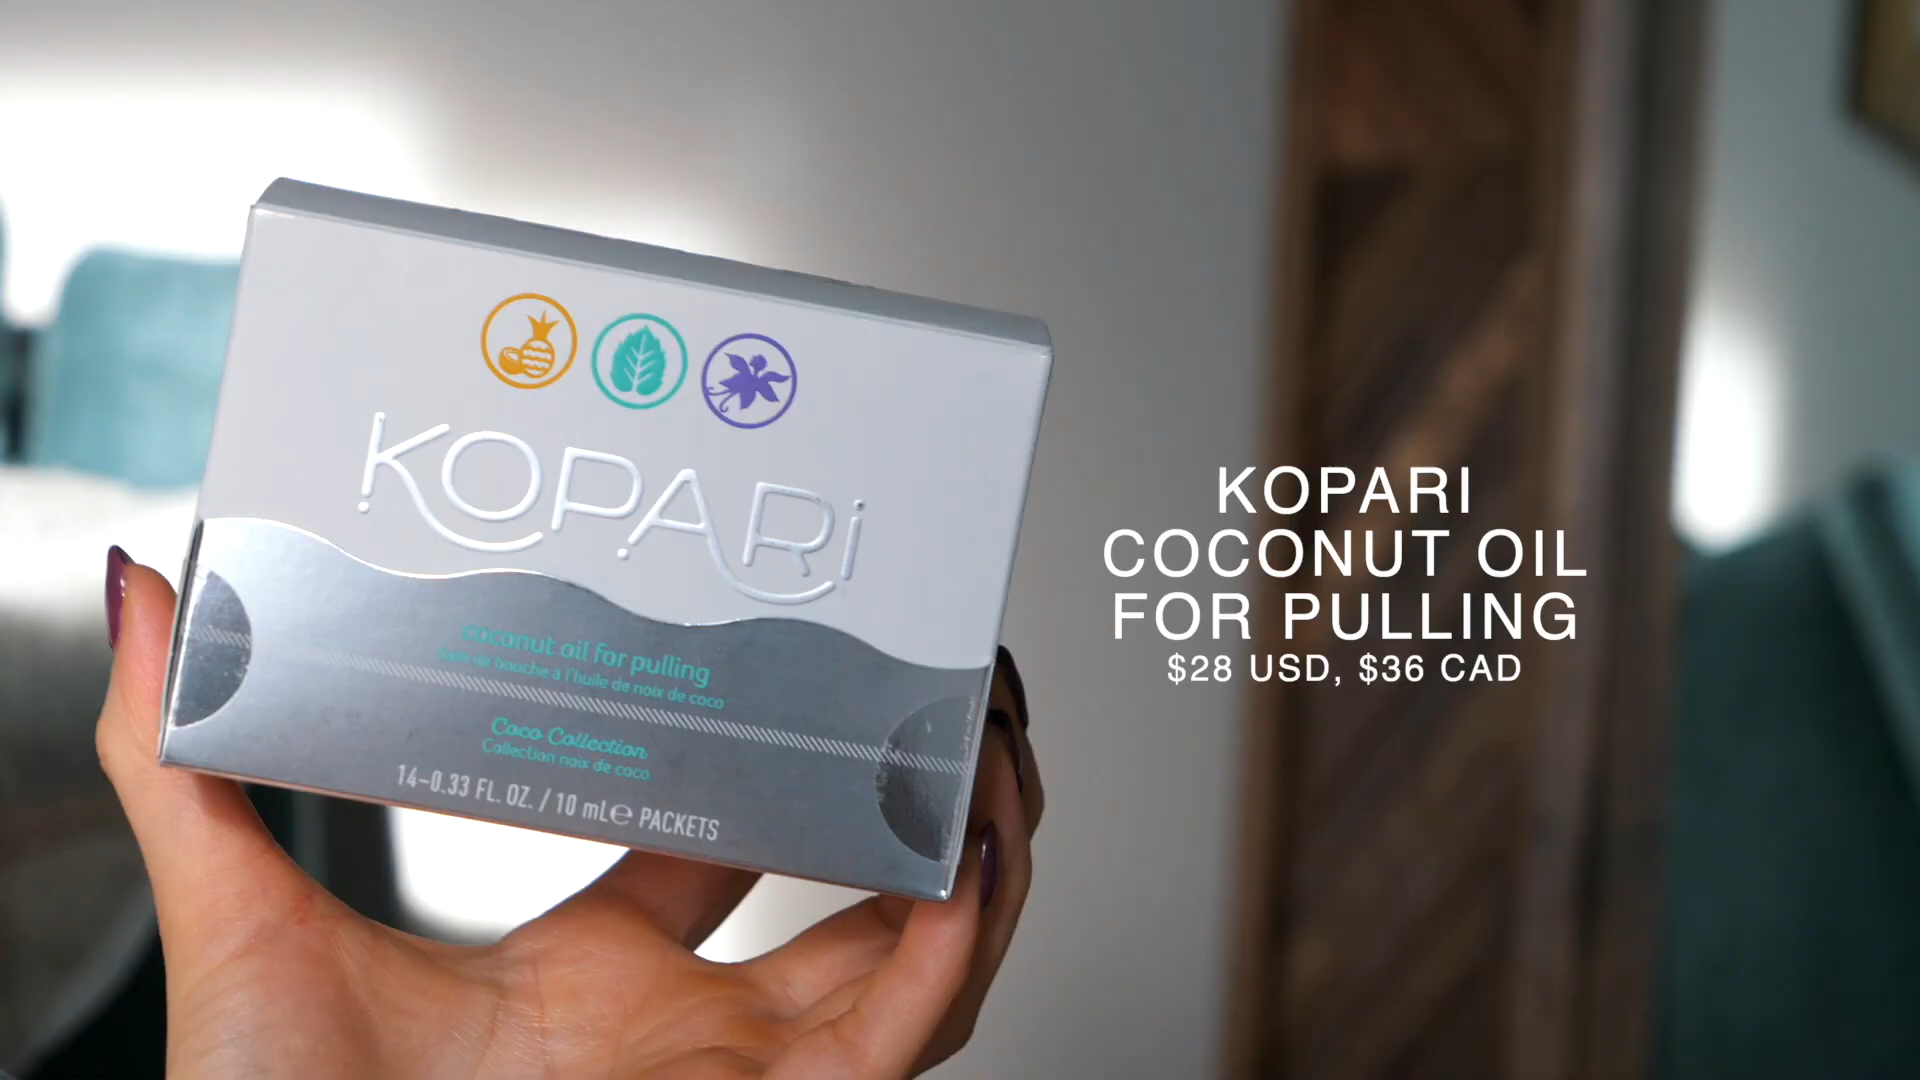 KOPARI
coconut oil for pulling
bain de bouche à l'huile de noix de coco
Coco Collection
Collection noix de coco
14-0.33 FL. OZ. / 10 mL℮ PACKETS
KOPARI
COCONUT OIL
FOR PULLING
$28 USD, $36 CAD